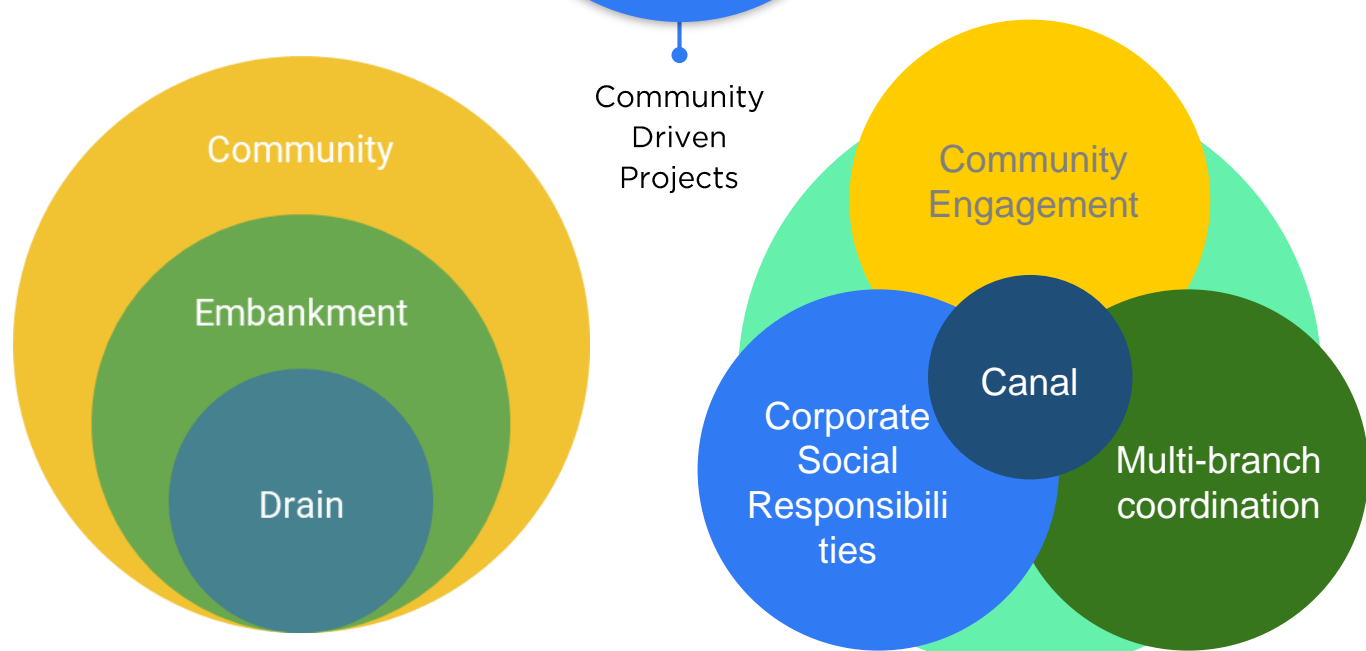 Community
Embankment
Drain
Community
Driven
Projects
Community
Engagement
Canal
Corporate
Social
Responsibili
ties
Multi-branch
coordination